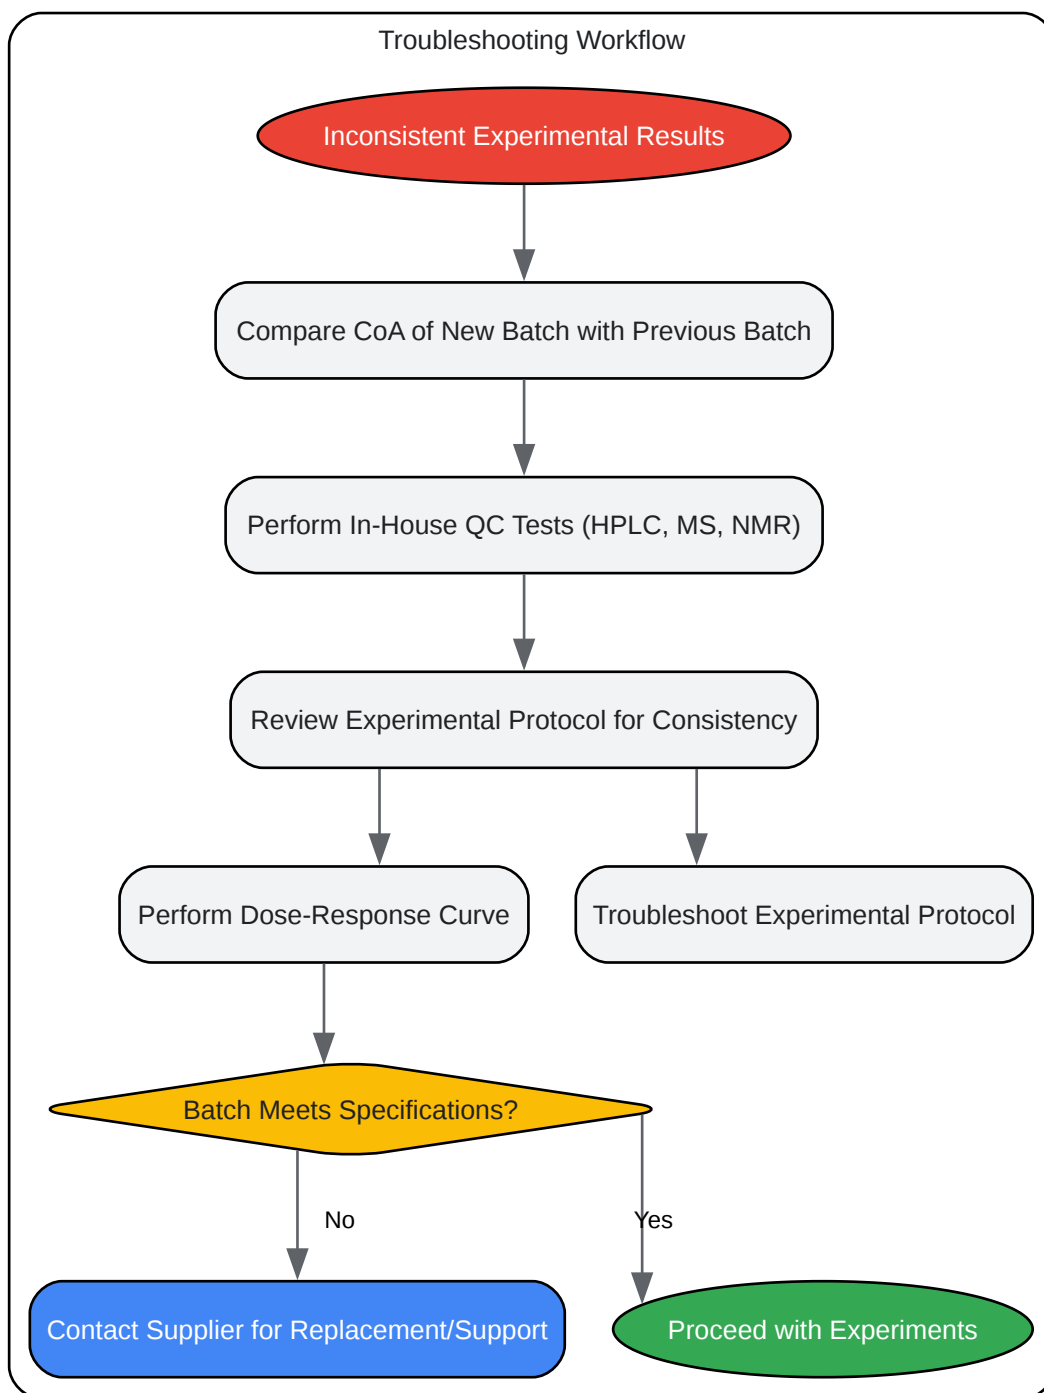 Troubleshooting Workflow
Inconsistent Experimental Results
Compare CoA of New Batch with Previous Batch
Perform In-House QC Tests (HPLC, MS, NMR)
Review Experimental Protocol for Consistency
Perform Dose-Response Curve
Troubleshoot Experimental Protocol
Batch Meets Specifications?
No
Yes
Contact Supplier for Replacement/Support
Proceed with Experiments